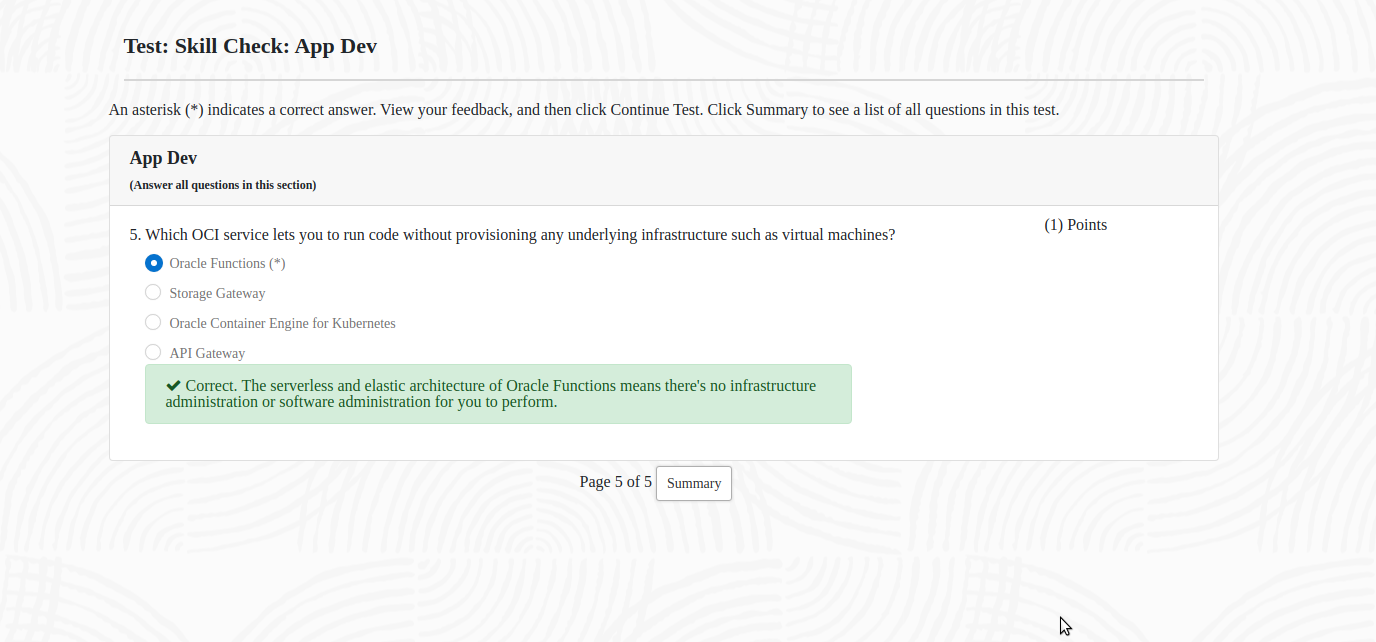 Test: Skill Check: App Dev
An asterisk (*) indicates a correct answer. View your feedback, and then click Continue Test. Click Summary to see a list of all questions in this test.
App Dev
(Answer all questions in this section)
(1) Points
5. Which OCI service lets you to run code without provisioning any underlying infrastructure such as virtual machines?
Oracle Functions (*)
Storage Gateway
Oracle Container Engine for Kubernetes
API Gateway
✔ Correct. The serverless and elastic architecture of Oracle Functions means there's no infrastructure
administration or software administration for you to perform.
Page 5 of 5 Summary